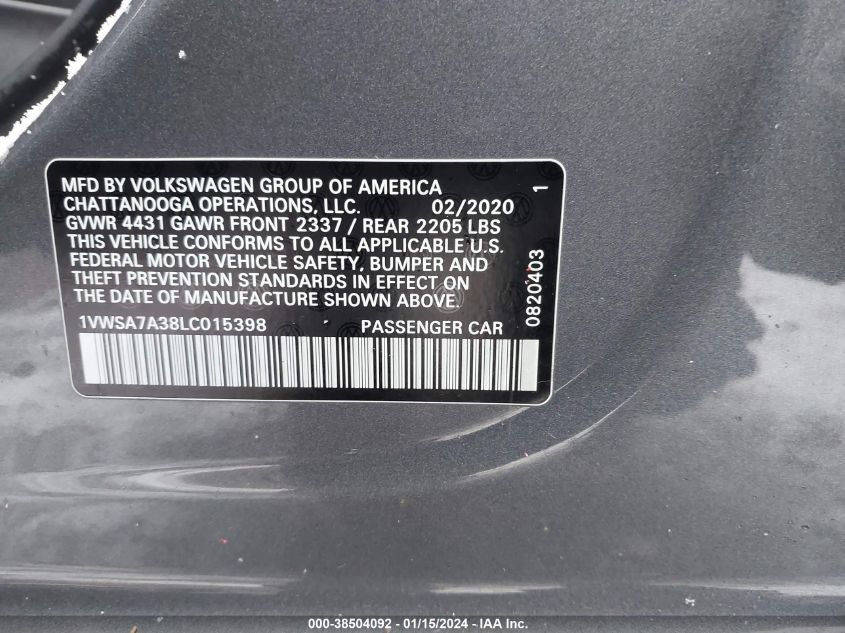 MFD BY VOLKSWAGEN GROUP OF AMERICA
CHATTANOOGA OPERATIONS, LLC. 02/2020
GVWR 4431 GAWR FRONT 2337 / REAR 2205 LBS
THIS VEHICLE CONFORMS TO ALL APPLICABLE U.S.
FEDERAL MOTOR VEHICLE SAFETY, BUMPER AND
THEFT PREVENTION STANDARDS IN EFFECT ON
THE DATE OF MANUFACTURE SHOWN ABOVE.
1VWSA7A38LC015398 PASSENGER CAR
0820403
1
000-38504092 - 01/15/2024 - IAA Inc.